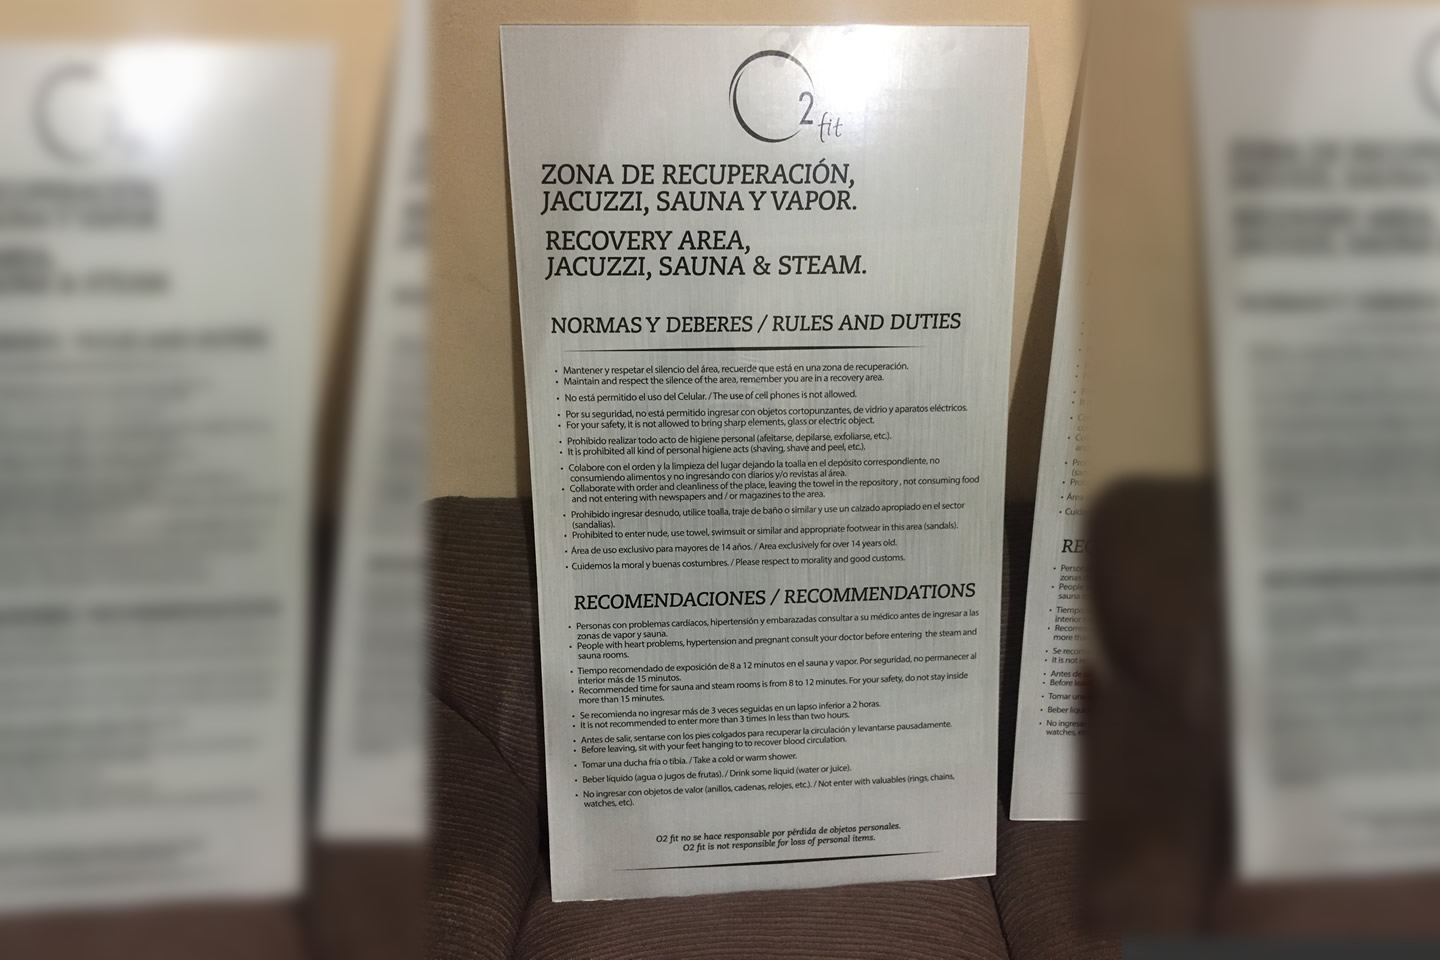 O2 fit
ZONA DE RECUPERACIÓN,
JACUZZI, SAUNA Y VAPOR.
RECOVERY AREA,
JACUZZI, SAUNA & STEAM.
NORMAS Y DEBERES / RULES AND DUTIES
• Mantener y respetar el silencio del área, recuerde que está en una zona de recuperación.
• Maintain and respect the silence of the area, remember you are in a recovery area.
• No está permitido el uso del Celular. / The use of cell phones is not allowed.
• Por su seguridad, no está permitido ingresar con objetos cortopunzantes, de vidrio y aparatos eléctricos.
• For your safety, it is not allowed to bring sharp elements, glass or electric object.
• Prohibido realizar todo acto de higiene personal (afeitarse, depilarse, exfoliarse, etc.).
• It is prohibited all kind of personal higiene acts (shaving, shave and peel, etc.).
• Colabore con el orden y la limpieza del lugar dejando la toalla en el depósito correspondiente, no
consumiendo alimentos y no ingresando con diarios y/o revistas al área.
• Collaborate with order and cleanliness of the place, leaving the towel in the repository , not consuming food
and not entering with newspapers and / or magazines to the area.
• Prohibido ingresar desnudo, utilice toalla, traje de baño o similar y use un calzado apropiado en el sector
(sandalias).
• Prohibited to enter nude, use towel, swimsuit or similar and appropriate footwear in this area (sandals).
• Área de uso exclusivo para mayores de 14 años. / Area exclusively for over 14 years old.
• Cuidemos la moral y buenas costumbres. / Please respect to morality and good customs.
RECOMENDACIONES / RECOMMENDATIONS
• Personas con problemas cardíacos, hipertensión y embarazadas consultar a su médico antes de ingresar a las
zonas de vapor y sauna.
• People with heart problems, hypertension and pregnant consult your doctor before entering the steam and
sauna rooms.
• Tiempo recomendado de exposición de 8 a 12 minutos en el sauna y vapor. Por seguridad, no permanecer al
interior más de 15 minutos.
• Recommended time for sauna and steam rooms is from 8 to 12 minutes. For your safety, do not stay inside
more than 15 minutes.
• Se recomienda no ingresar más de 3 veces seguidas en un lapso inferior a 2 horas.
• It is not recommended to enter more than 3 times in less than two hours.
• Antes de salir, sentarse con los pies colgados para recuperar la circulación y levantarse pausadamente.
• Before leaving, sit with your feet hanging to to recover blood circulation.
• Tomar una ducha fría o tibia. / Take a cold or warm shower.
• Beber líquido (agua o jugos de frutas). / Drink some liquid (water or juice).
• No ingresar con objetos de valor (anillos, cadenas, relojes, etc.). / Not enter with valuables (rings, chains,
watches, etc).
O2 fit no se hace responsable por pérdida de objetos personales.
O2 fit is not responsible for loss of personal items.